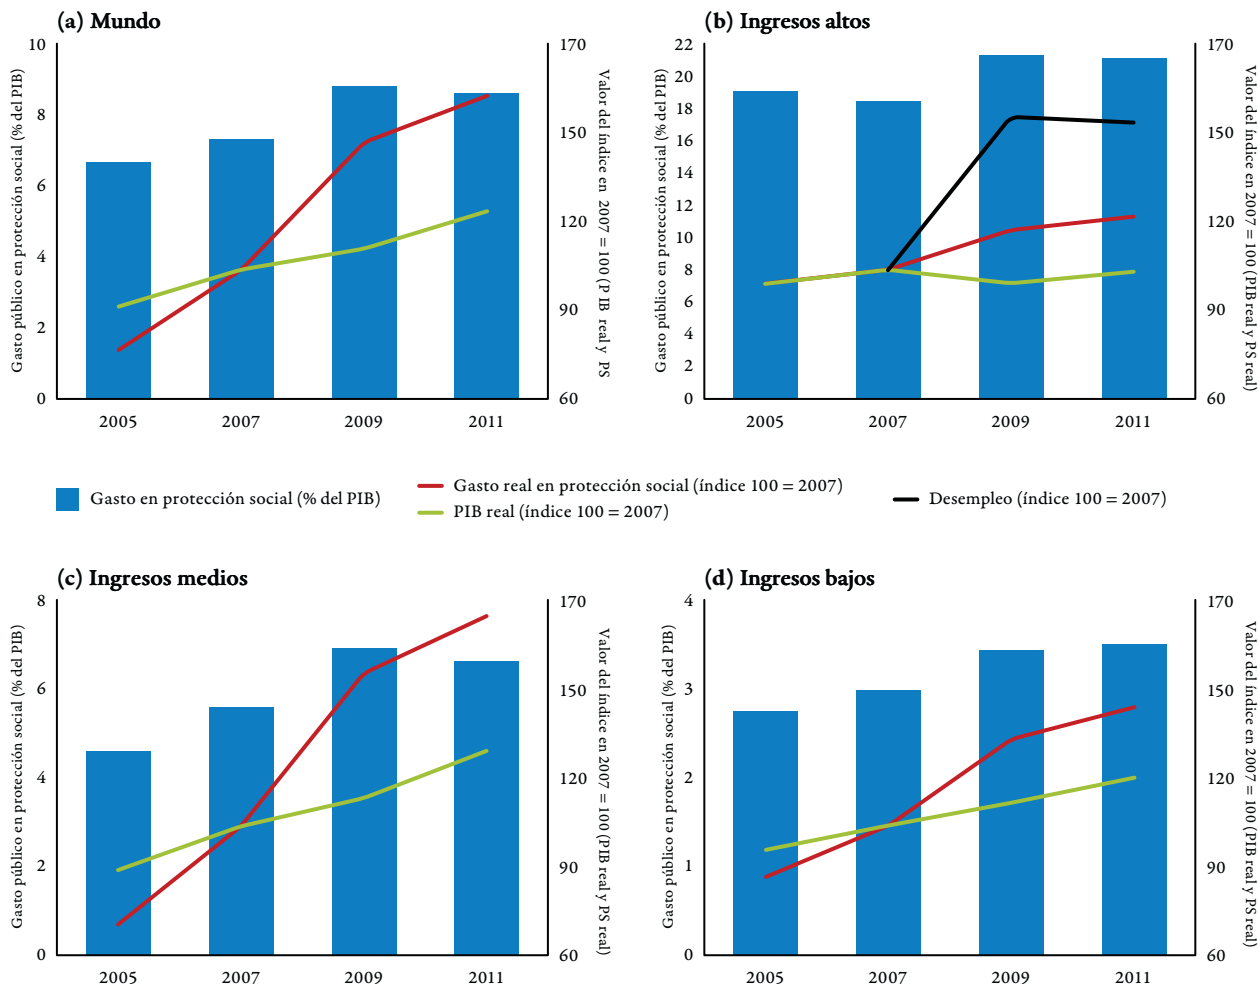 (a) Mundo
Gasto público en protección social (% del PIB)
10
8
6
4
2
0
170
150
120
90
60
Valor del índice en 2007 = 100 (P IB real y PS
2005 2007 2009 2011
(b) Ingresos altos
Gasto público en protección social (% del PIB)
22
20
18
16
14
12
10
8
6
4
2
0
170
150
120
90
60
Valor del índice en 2007 = 100 (PIB real y PS real)
2005 2007 2009 2011
Gasto en protección social (% del PIB)
Gasto real en protección social (índice 100 = 2007)
PIB real (índice 100 = 2007)
Desempleo (índice 100 = 2007)
(c) Ingresos medios
Gasto público en protección social (% del PIB)
8
6
4
2
0
170
150
120
90
60
Valor del índice en 2007 = 100 (PIB real y PS real)
2005 2007 2009 2011
(d) Ingresos bajos
Gasto público en protección social (% del PIB)
4
3
2
1
0
170
150
120
90
60
Valor del índice en 2007 = 100 (PIB real y PS real)
2005 2007 2009 2011